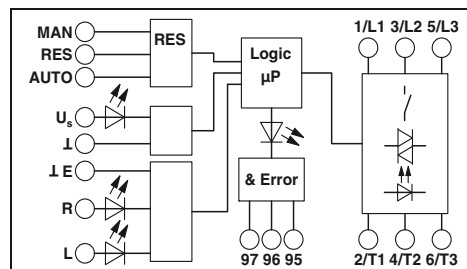 MAN
RES
AUTO
RES
Logic
µP
1/L1 3/L2 5/L3
Us
⊥
⊥ E
R
L
& Error
97 96 95
2/T1 4/T2 6/T3